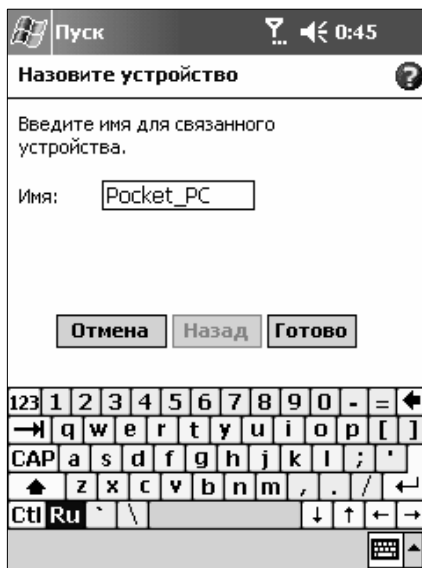 Пуск 0:45
Назовите устройство
Введите имя для связанного
устройства.
Имя: Pocket_PC
Отмена Назад Готово
123 1 2 3 4 5 6 7 8 9 0 - =
q w e r t y u i o p [ ]
CAP a s d f g h j k l ; '
z x c v b n m , . /
Ctl Ru ` \